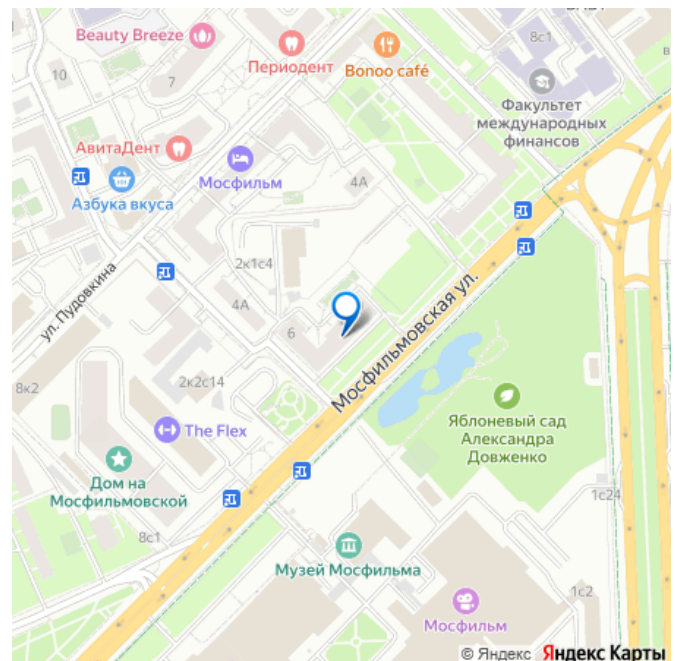 Beauty Breeze
8с1
10
Периодент
7
Bonoo café
Факультет
международных
финансов
АвитаДент
Мосфильм
4А
Азбука вкуса
2к1с4
ул. Пудовкина
4А
6
Мосфильмовская ул.
8к2
2к2с14
The Flex
Яблоневый сад
Александра
Довженко
Дом на
Мосфильмовской
1с24
8с1
Музей Мосфильма
1с2
Мосфильм
© Яндекс Яндекс Карты